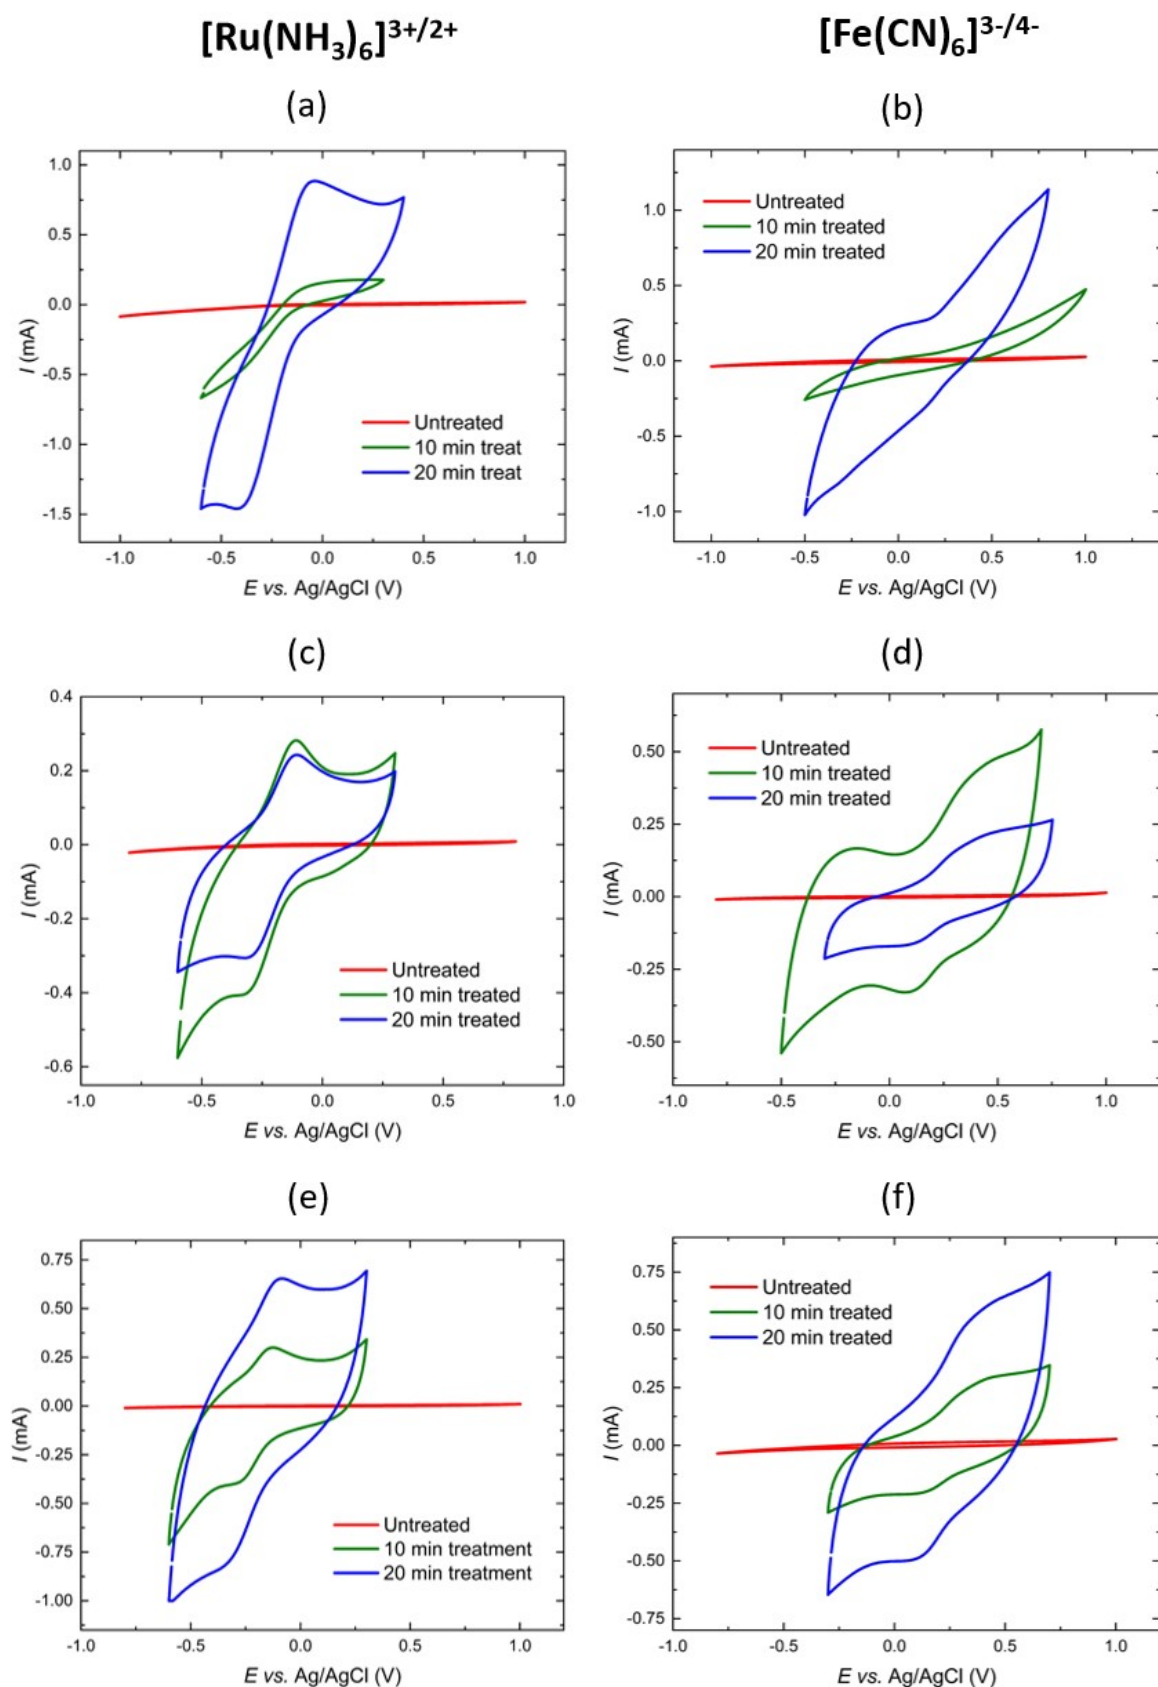 [Ru(NH3)6]3+/2+
[Fe(CN)6]3-/4-
(a)
1.0
0.5
0.0
-0.5
-1.0
-1.5
I (mA)
Untreated
10 min treat
20 min treat
-1.0 -0.5 0.0 0.5 1.0
E vs. Ag/AgCl (V)
(b)
1.0
0.5
0.0
-0.5
-1.0
I (mA)
Untreated
10 min treated
20 min treated
-1.0 -0.5 0.0 0.5 1.0
E vs. Ag/AgCl (V)
(c)
0.4
0.2
0.0
-0.2
-0.4
-0.6
I (mA)
Untreated
10 min treated
20 min treated
-1.0 -0.5 0.0 0.5 1.0
E vs. Ag/AgCl (V)
(d)
0.50
0.25
0.00
-0.25
-0.50
I (mA)
Untreated
10 min treated
20 min treated
-1.0 -0.5 0.0 0.5 1.0
E vs. Ag/AgCl (V)
(e)
0.75
0.50
0.25
0.00
-0.25
-0.50
-0.75
-1.00
I (mA)
Untreated
10 min treatment
20 min treatment
-1.0 -0.5 0.0 0.5 1.0
E vs. Ag/AgCl (V)
(f)
0.75
0.50
0.25
0.00
-0.25
-0.50
-0.75
I (mA)
Untreated
10 min treated
20 min treated
-1.0 -0.5 0.0 0.5 1.0
E vs. Ag/AgCl (V)